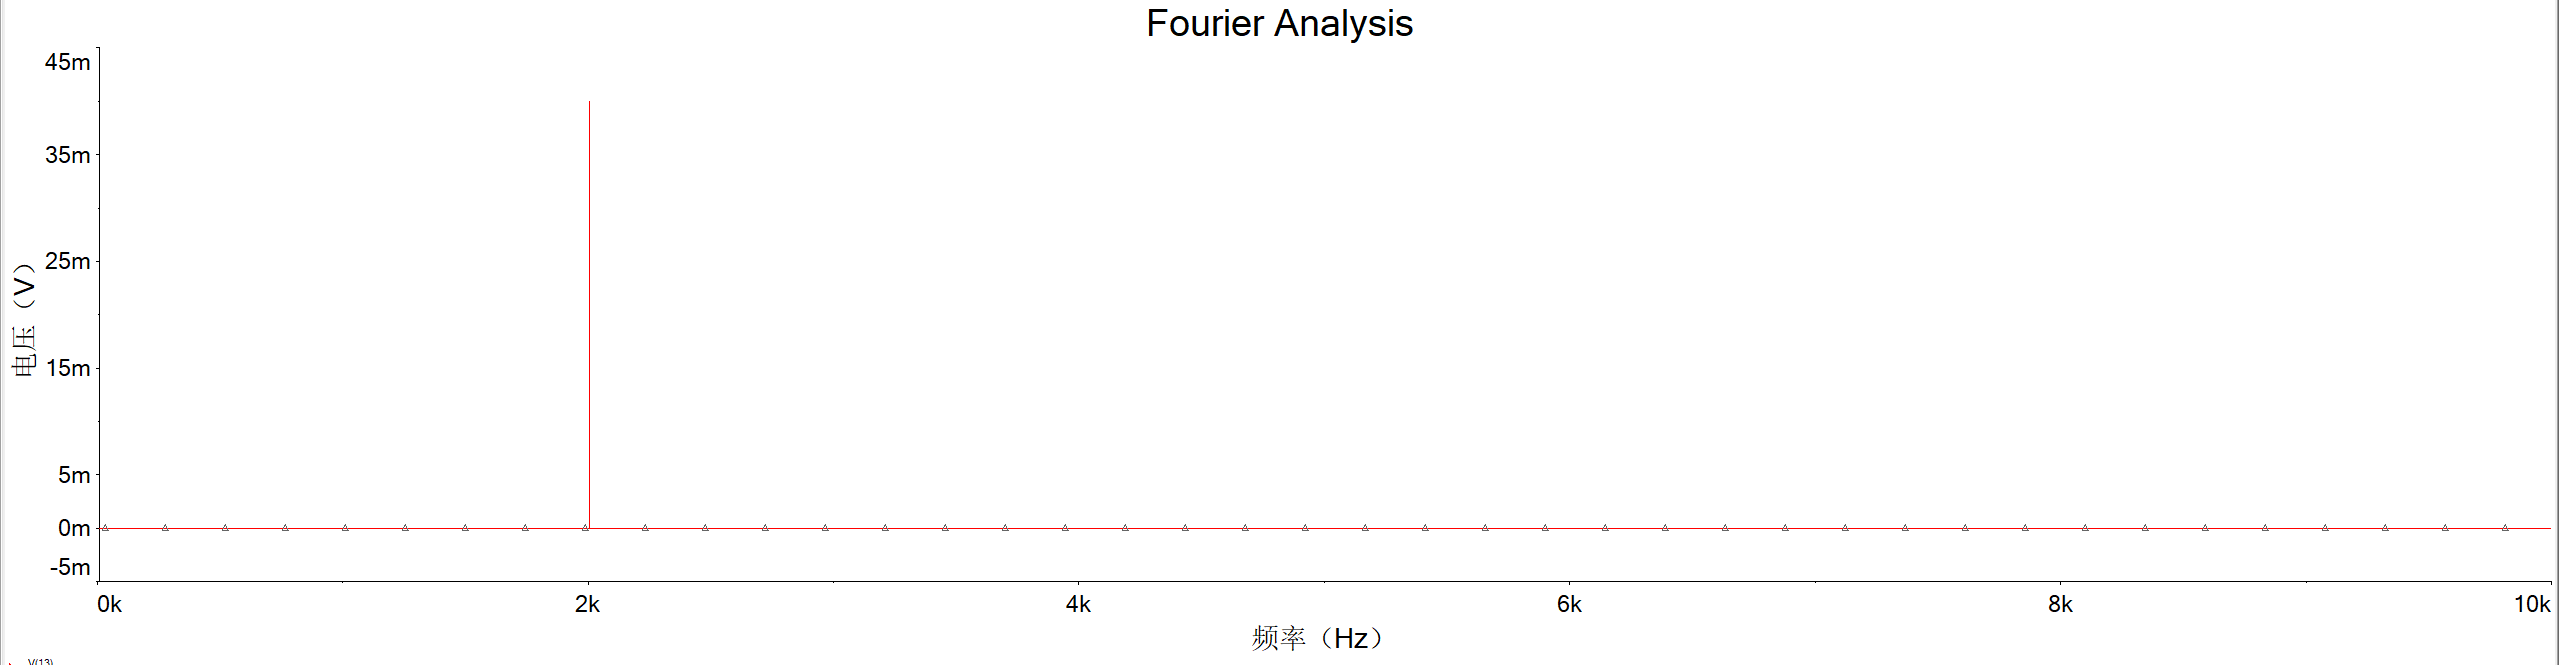 Fourier Analysis
45m
35m
25m
15m
5m
0m
-5m
电压（V）
0k 2k 4k 6k 8k 10k
频率（Hz）
V(13)